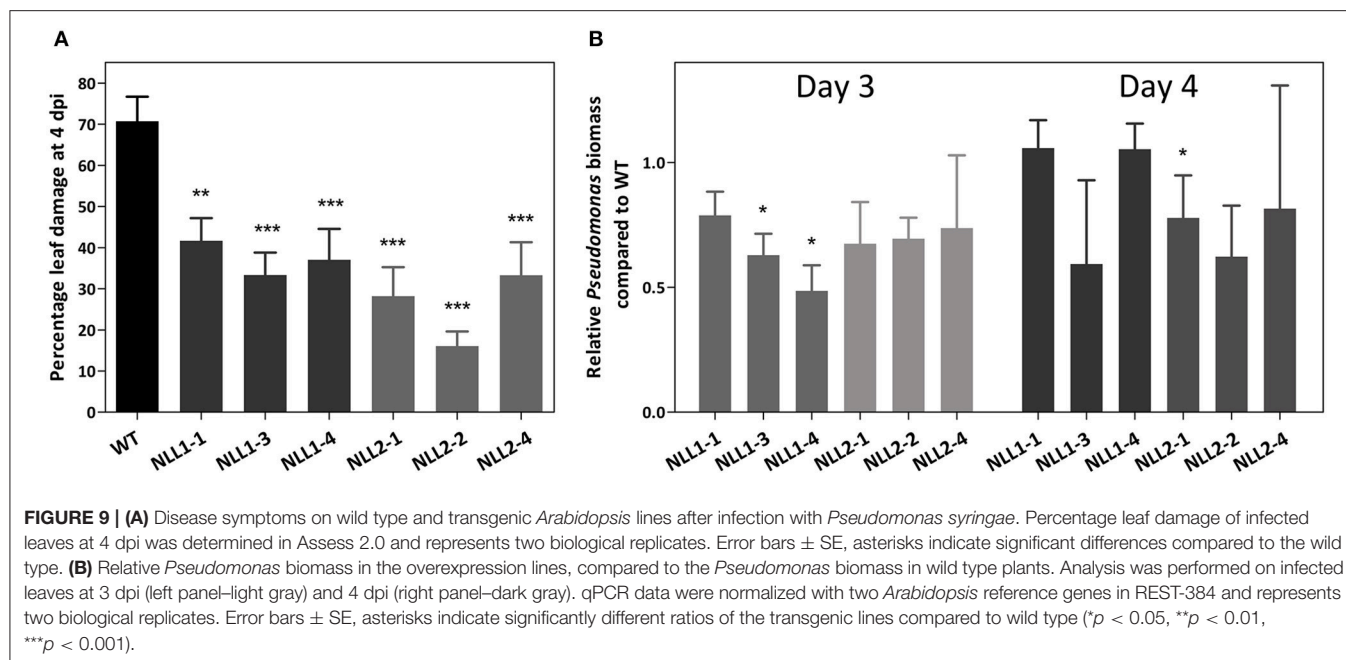 A
Percentage leaf damage at 4 dpi
80
70
60
50
40
30
20
10
0
**
***
***
***
***
***
WT
NLL1-1
NLL1-3
NLL1-4
NLL2-1
NLL2-2
NLL2-4
B
Relative Pseudomonas biomass
compared to WT
1.0
0.5
0.0
Day 3
Day 4
*
*
*
NLL1-1
NLL1-3
NLL1-4
NLL2-1
NLL2-2
NLL2-4
NLL1-1
NLL1-3
NLL1-4
NLL2-1
NLL2-2
NLL2-4
FIGURE 9 | (A) Disease symptoms on wild type and transgenic Arabidopsis lines after infection with Pseudomonas syringae. Percentage leaf damage of infected
leaves at 4 dpi was determined in Assess 2.0 and represents two biological replicates. Error bars ± SE, asterisks indicate significant differences compared to the wild
type. (B) Relative Pseudomonas biomass in the overexpression lines, compared to the Pseudomonas biomass in wild type plants. Analysis was performed on infected
leaves at 3 dpi (left panel–light gray) and 4 dpi (right panel–dark gray). qPCR data were normalized with two Arabidopsis reference genes in REST-384 and represents
two biological replicates. Error bars ± SE, asterisks indicate significantly different ratios of the transgenic lines compared to wild type (*p < 0.05, **p < 0.01,
***p < 0.001).